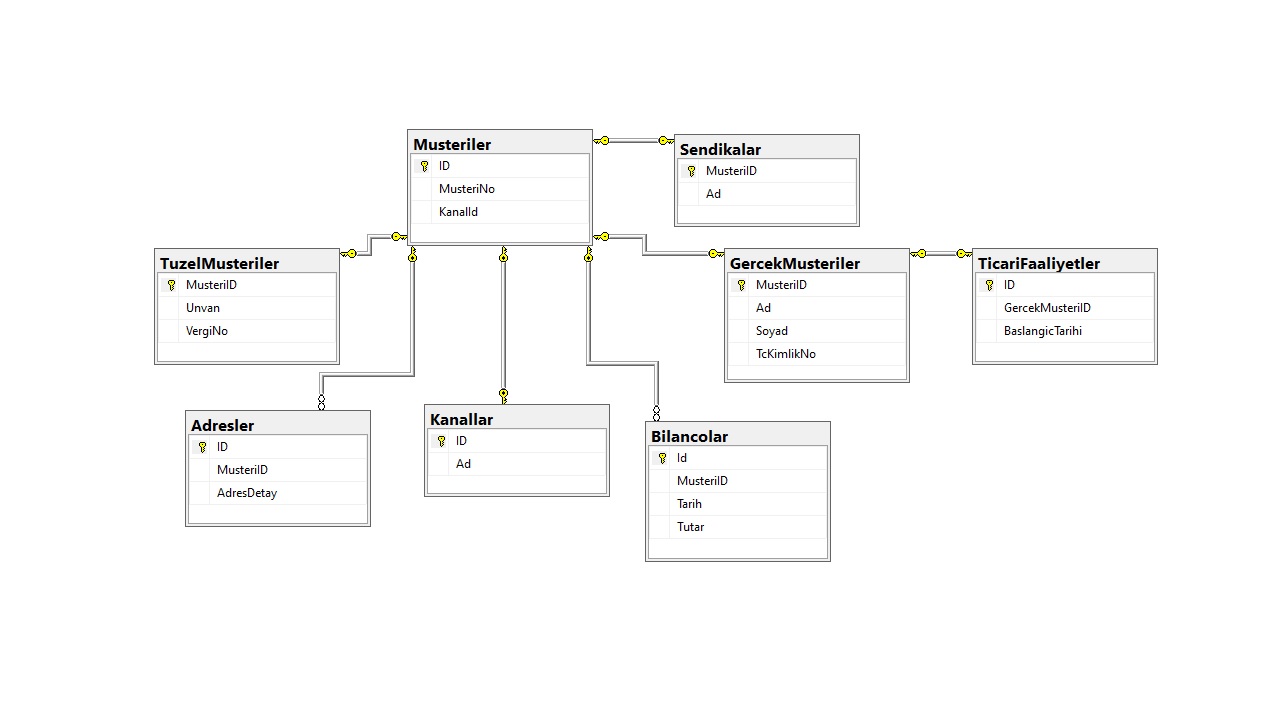 Musteriler
ID
MusteriNo
KanalId
Sendikalar
MusteriID
Ad
TuzelMusteriler
MusteriID
Unvan
VergiNo
GercekMusteriler
MusteriID
Ad
Soyad
TcKimlikNo
TicariFaaliyetler
ID
GercekMusteriID
BaslangicTarihi
Adresler
ID
MusteriID
AdresDetay
Kanallar
ID
Ad
Bilancolar
Id
MusteriID
Tarih
Tutar